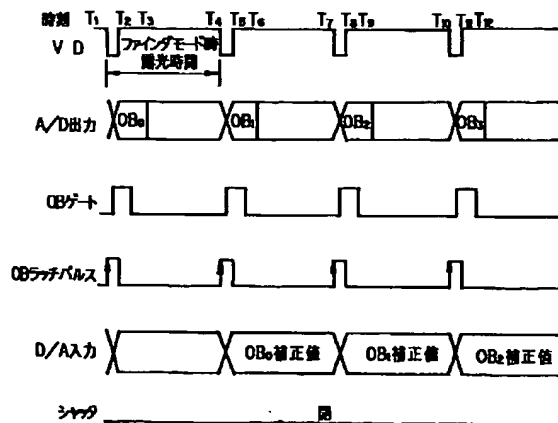 時刻 T1 T2 T3 T4 T5 T6 T7 T8 T9 T10 T11 T12
VD
ファインダモード時
露光時間
A/D出力 OB0 OB1 OB2 OB3
OBゲート
OBラッチパルス
D/A入力 OB0補正値 OB1補正値 OB2補正値
シャッタ 閉